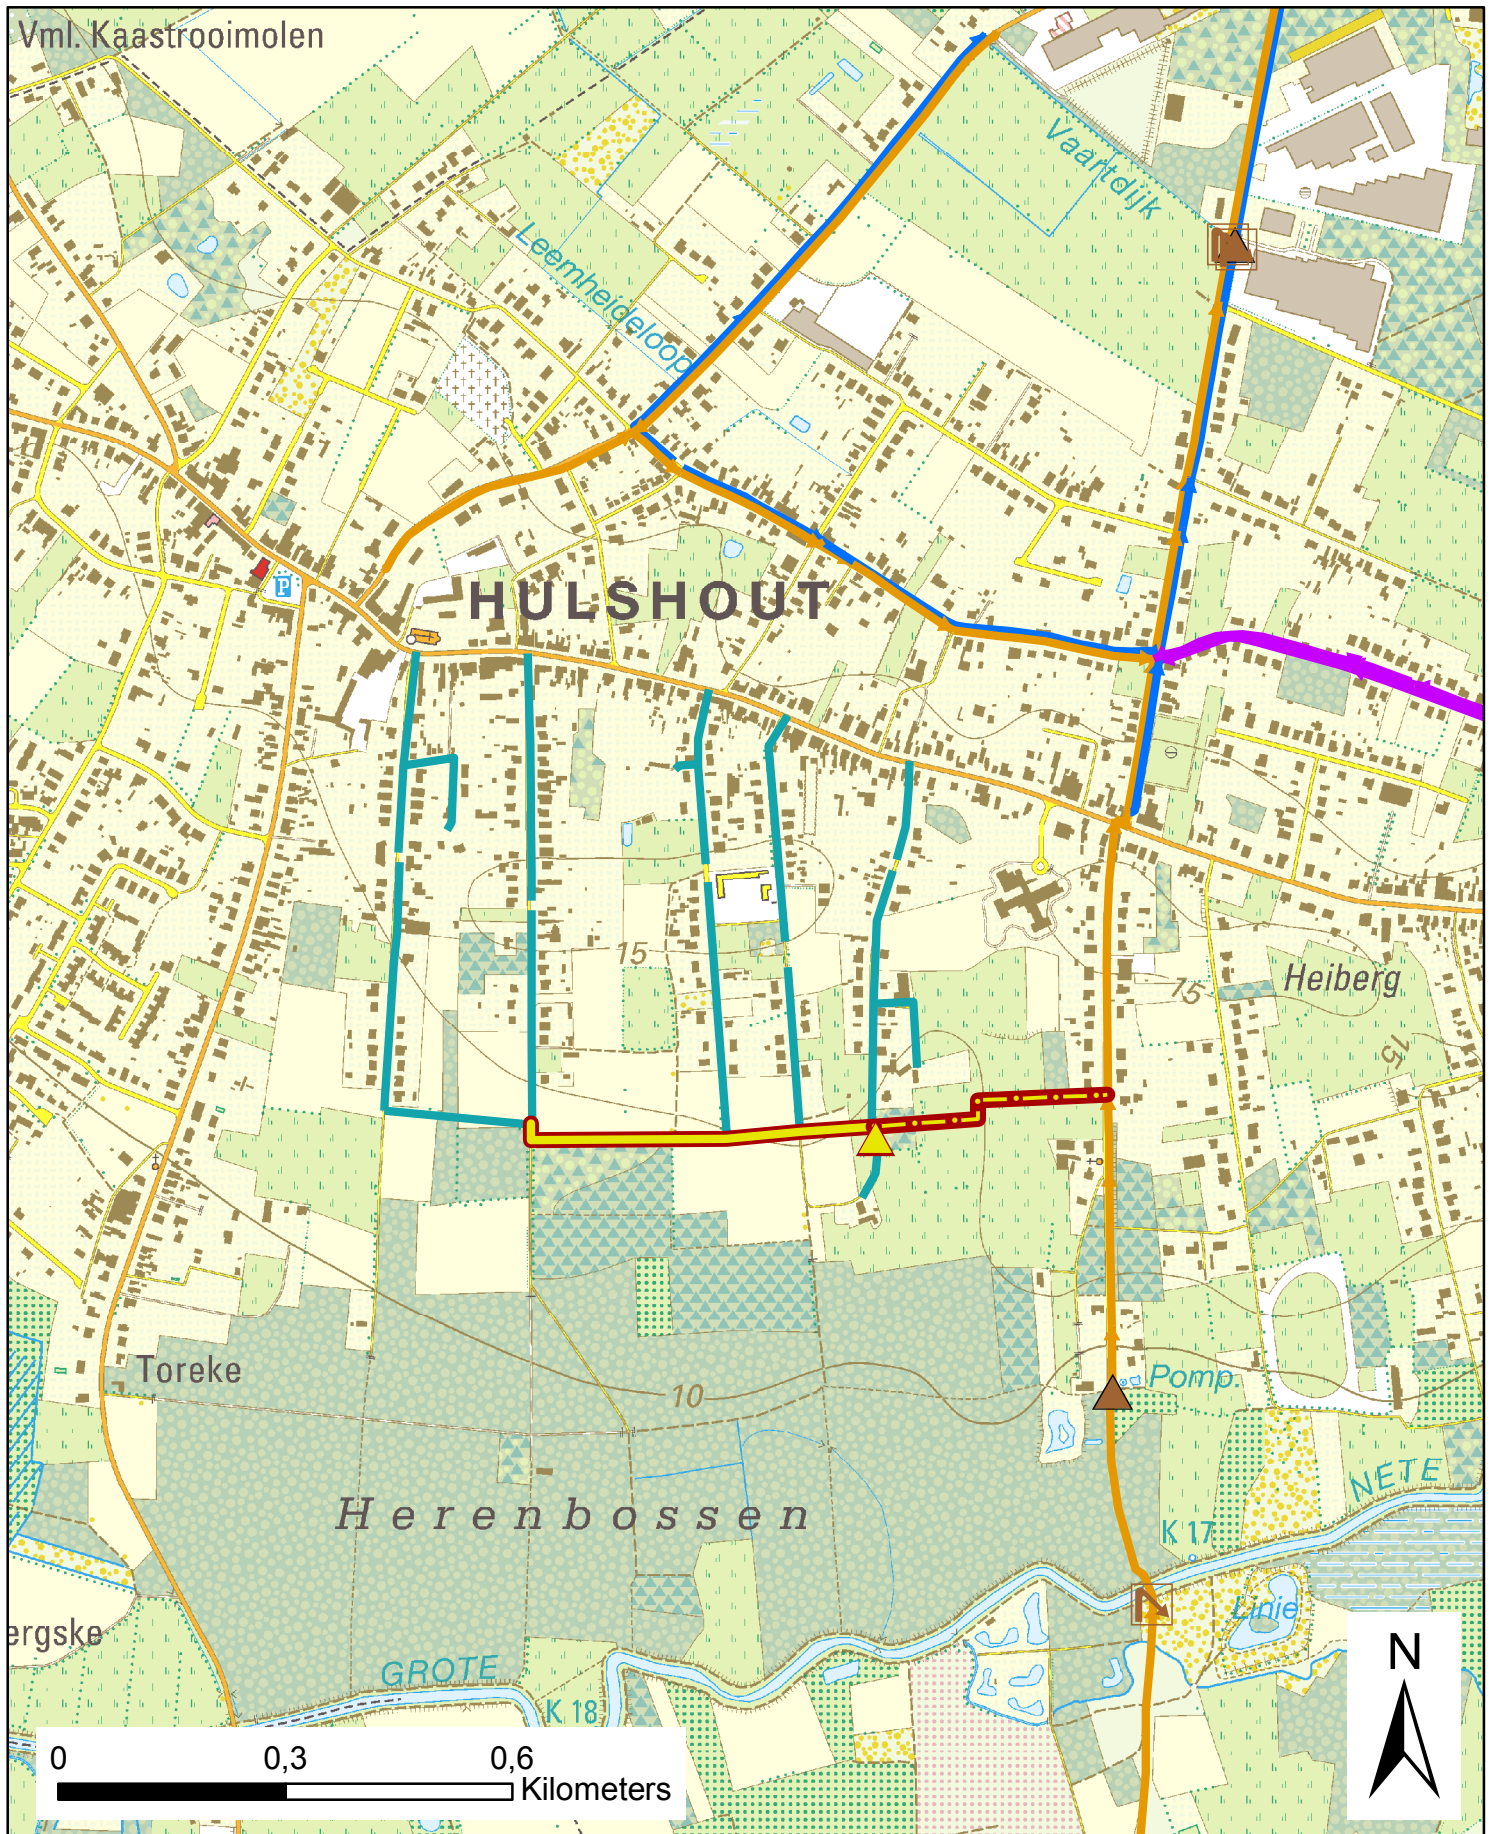 Vml. Kaastrooimolen
Vaartdijk
Leemheideloop
P
HULSHOUT
15
15
Heiberg
15
Toreke
10
Pomp
Herenbossen
NETE
K 17
Linie
ergske
GROTE
K 18
N
0 0,3 0,6
Kilometers